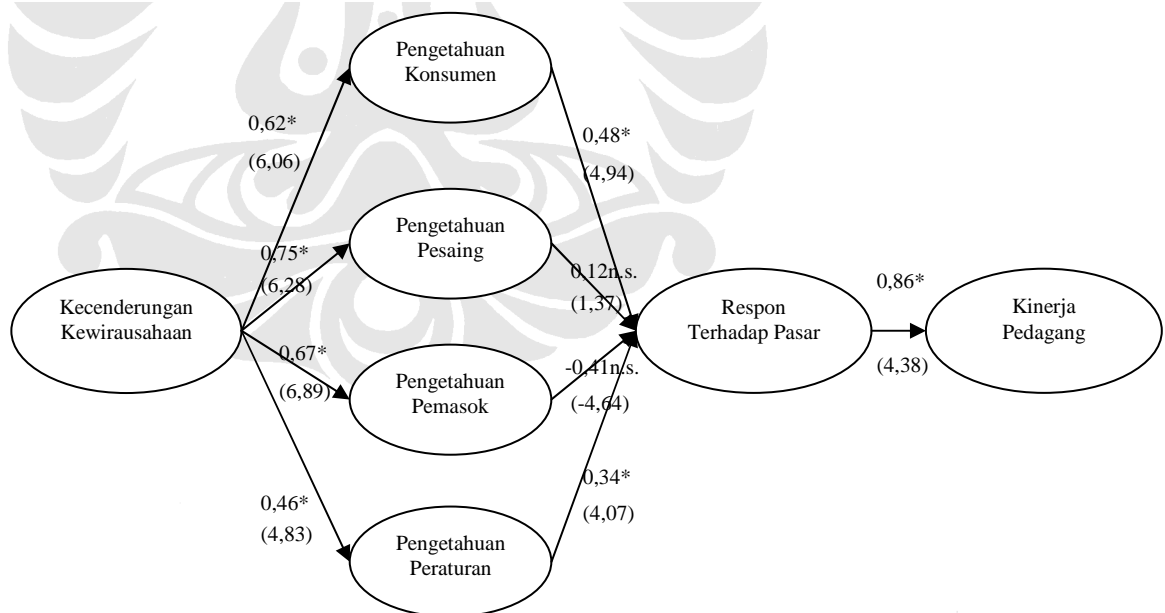 Pengetahuan
Konsumen
0,62*
(6,06)
0,48*
(4,94)
Pengetahuan
Pesaing
0,75*
(6,28)
0,12n.s.
(1,37)
Kecenderungan
Kewirausahaan
Respon
Terhadap Pasar
0,86*
(4,38)
Kinerja
Pedagang
0,67*
(6,89)
Pengetahuan
Pemasok
-0,41n.s.
(-4,64)
0,46*
(4,83)
0,34*
(4,07)
Pengetahuan
Peraturan